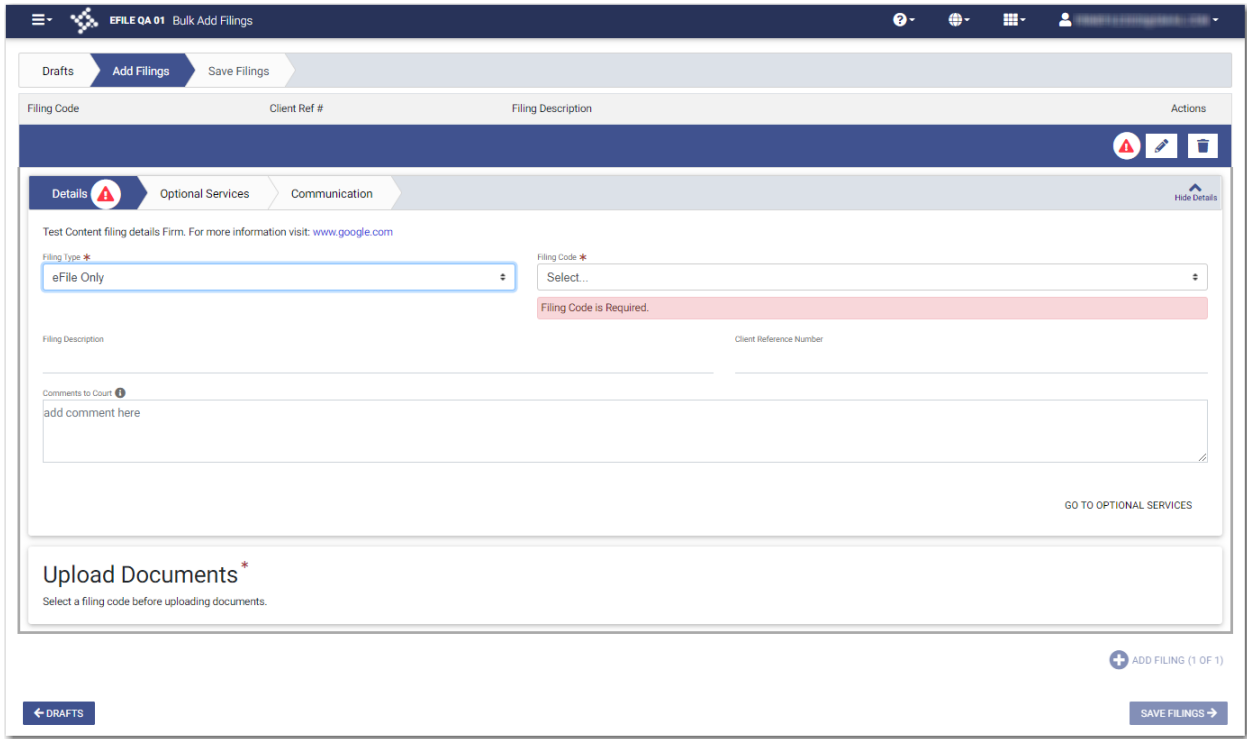 EFILE QA 01 Bulk Add Filings
Drafts Add Filings Save Filings
Filing Code Client Ref # Filing Description Actions
Details Optional Services Communication Hide Details
Test Content filing details Firm. For more information visit: www.google.com
Filing Type * Filing Code *
eFile Only Select...
Filing Code is Required.
Filing Description Client Reference Number
Comments to Court
add comment here
GO TO OPTIONAL SERVICES
Upload Documents*
Select a filing code before uploading documents.
ADD FILING (1 OF 1)
DRAFTS SAVE FILINGS